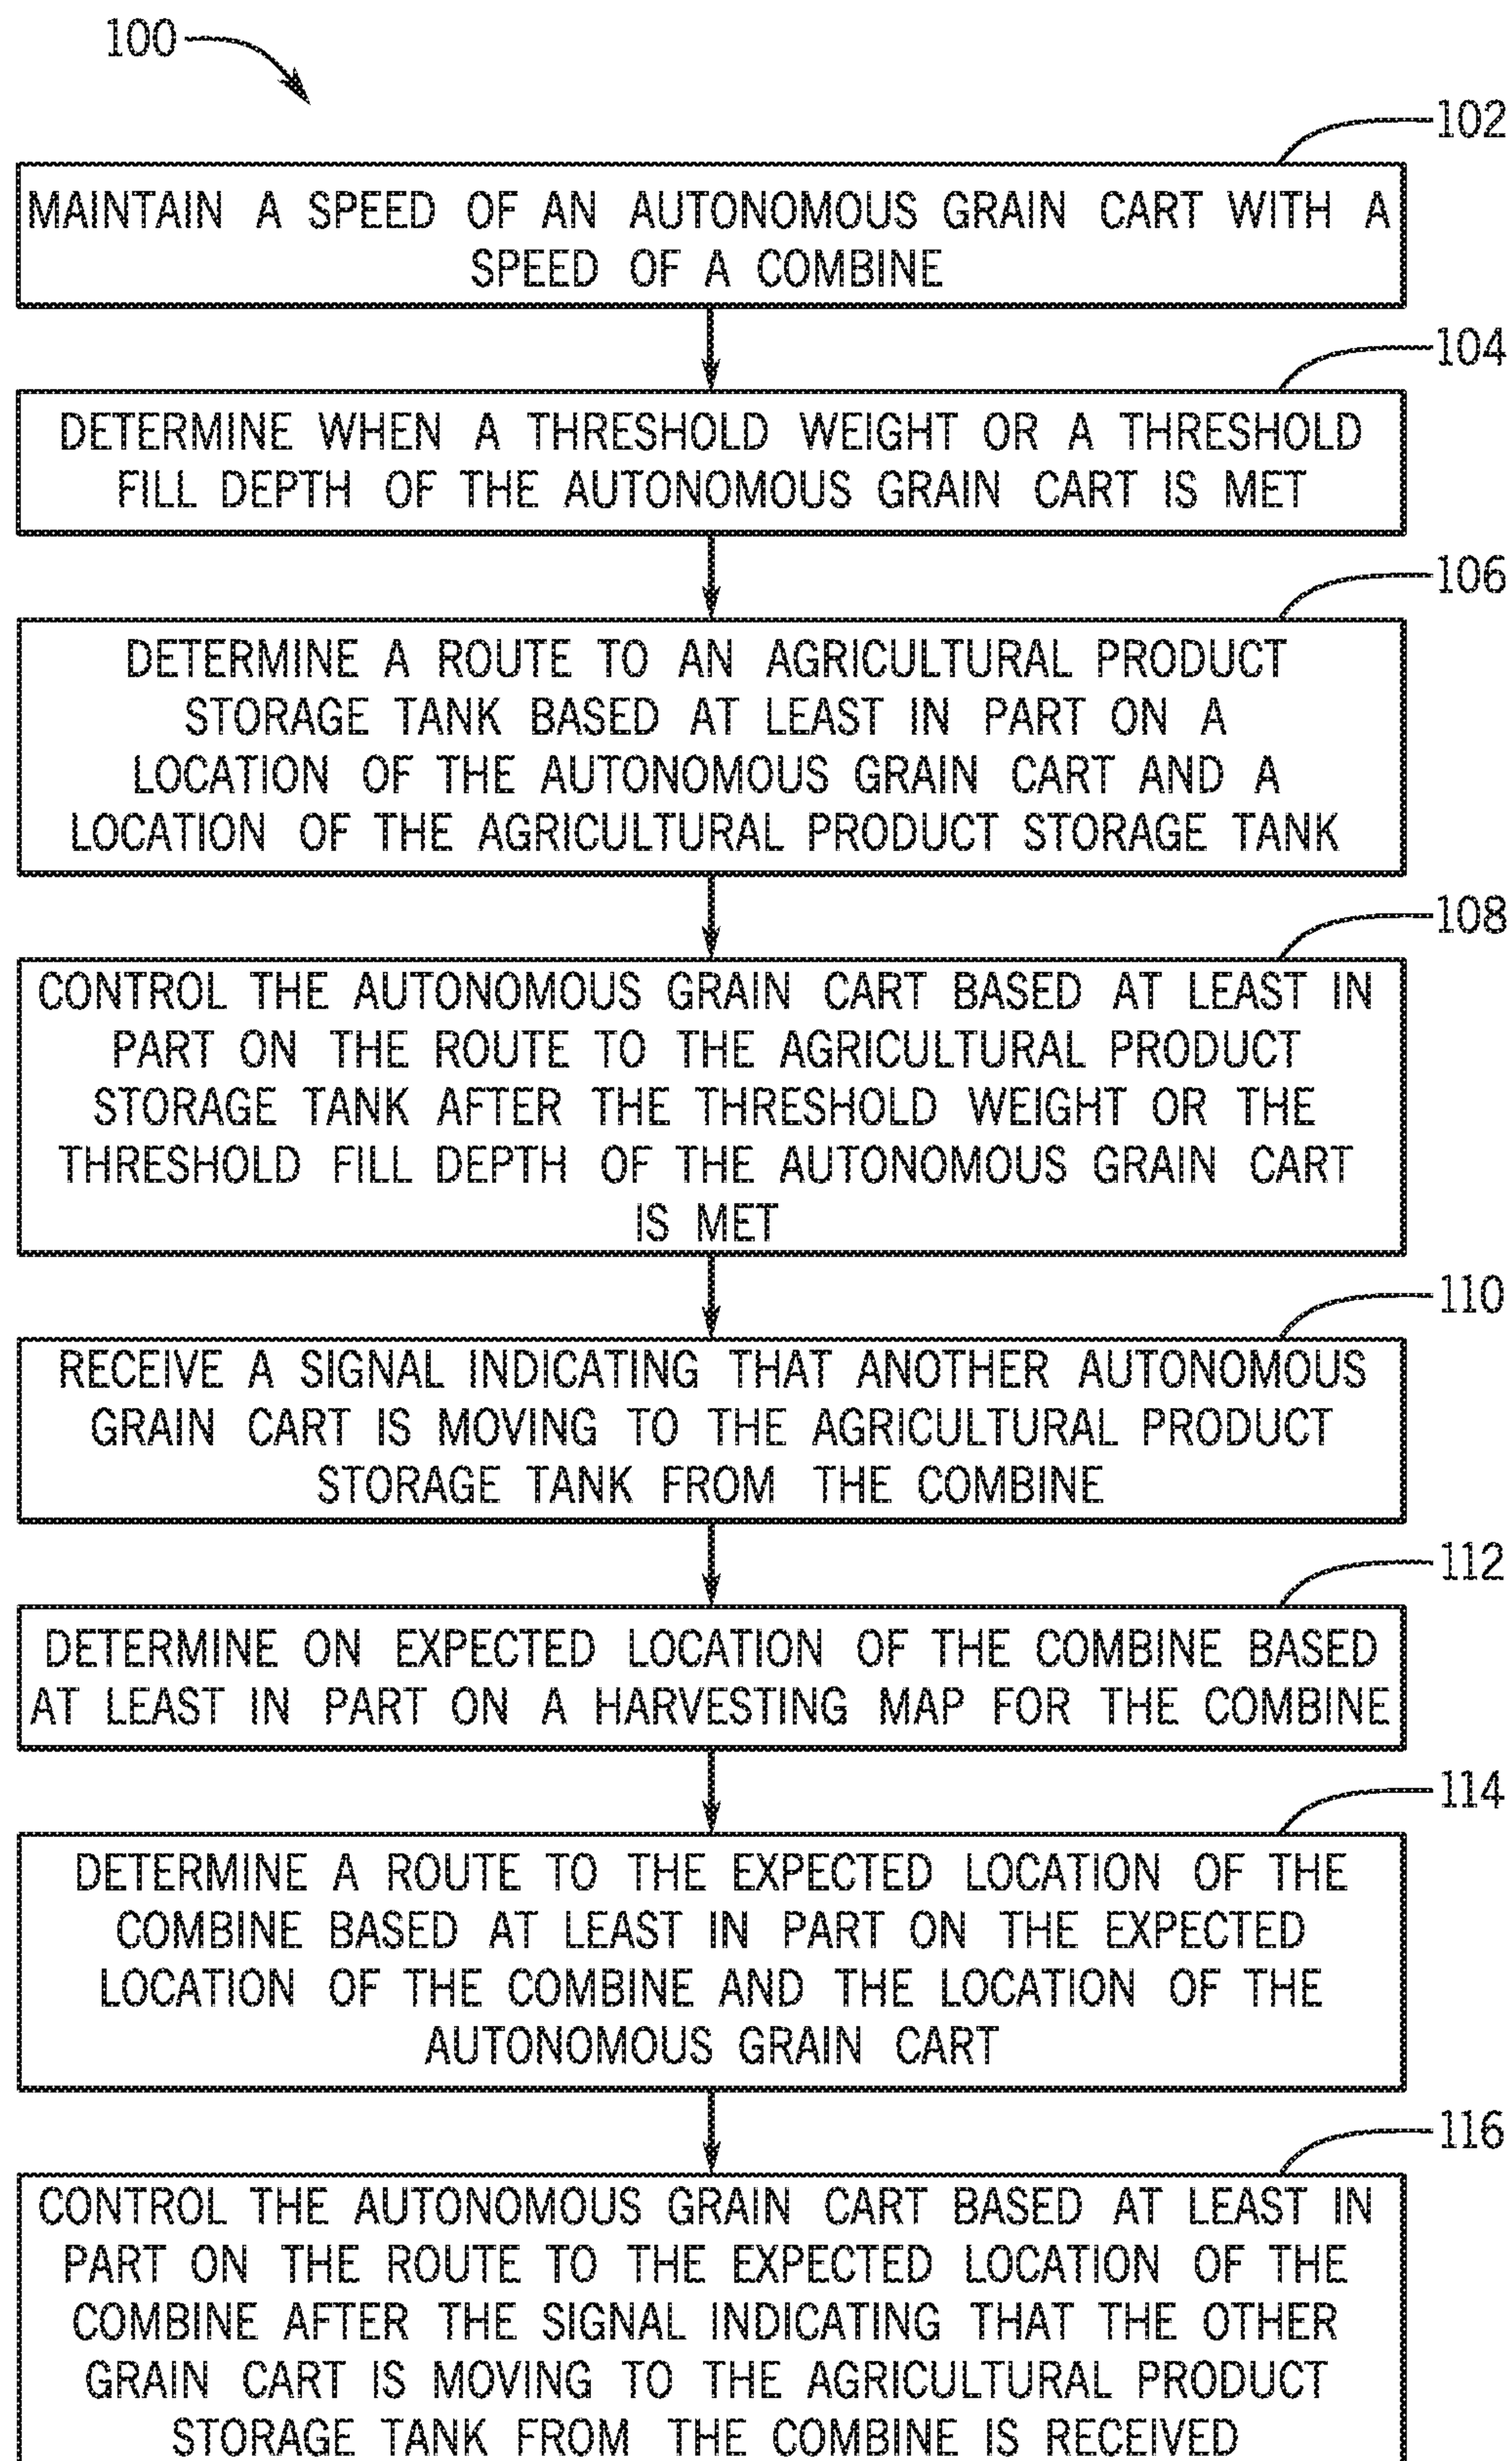 100
102
MAINTAIN A SPEED OF AN AUTONOMOUS GRAIN CART WITH A
SPEED OF A COMBINE
104
DETERMINE WHEN A THRESHOLD WEIGHT OR A THRESHOLD
FILL DEPTH OF THE AUTONOMOUS GRAIN CART IS MET
106
DETERMINE A ROUTE TO AN AGRICULTURAL PRODUCT
STORAGE TANK BASED AT LEAST IN PART ON A
LOCATION OF THE AUTONOMOUS GRAIN CART AND A
LOCATION OF THE AGRICULTURAL PRODUCT STORAGE TANK
108
CONTROL THE AUTONOMOUS GRAIN CART BASED AT LEAST IN
PART ON THE ROUTE TO THE AGRICULTURAL PRODUCT
STORAGE TANK AFTER THE THRESHOLD WEIGHT OR THE
THRESHOLD FILL DEPTH OF THE AUTONOMOUS GRAIN CART
IS MET
110
RECEIVE A SIGNAL INDICATING THAT ANOTHER AUTONOMOUS
GRAIN CART IS MOVING TO THE AGRICULTURAL PRODUCT
STORAGE TANK FROM THE COMBINE
112
DETERMINE ON EXPECTED LOCATION OF THE COMBINE BASED
AT LEAST IN PART ON A HARVESTING MAP FOR THE COMBINE
114
DETERMINE A ROUTE TO THE EXPECTED LOCATION OF THE
COMBINE BASED AT LEAST IN PART ON THE EXPECTED
LOCATION OF THE COMBINE AND THE LOCATION OF THE
AUTONOMOUS GRAIN CART
116
CONTROL THE AUTONOMOUS GRAIN CART BASED AT LEAST IN
PART ON THE ROUTE TO THE EXPECTED LOCATION OF THE
COMBINE AFTER THE SIGNAL INDICATING THAT THE OTHER
GRAIN CART IS MOVING TO THE AGRICULTURAL PRODUCT
STORAGE TANK FROM THE COMBINE IS RECEIVED